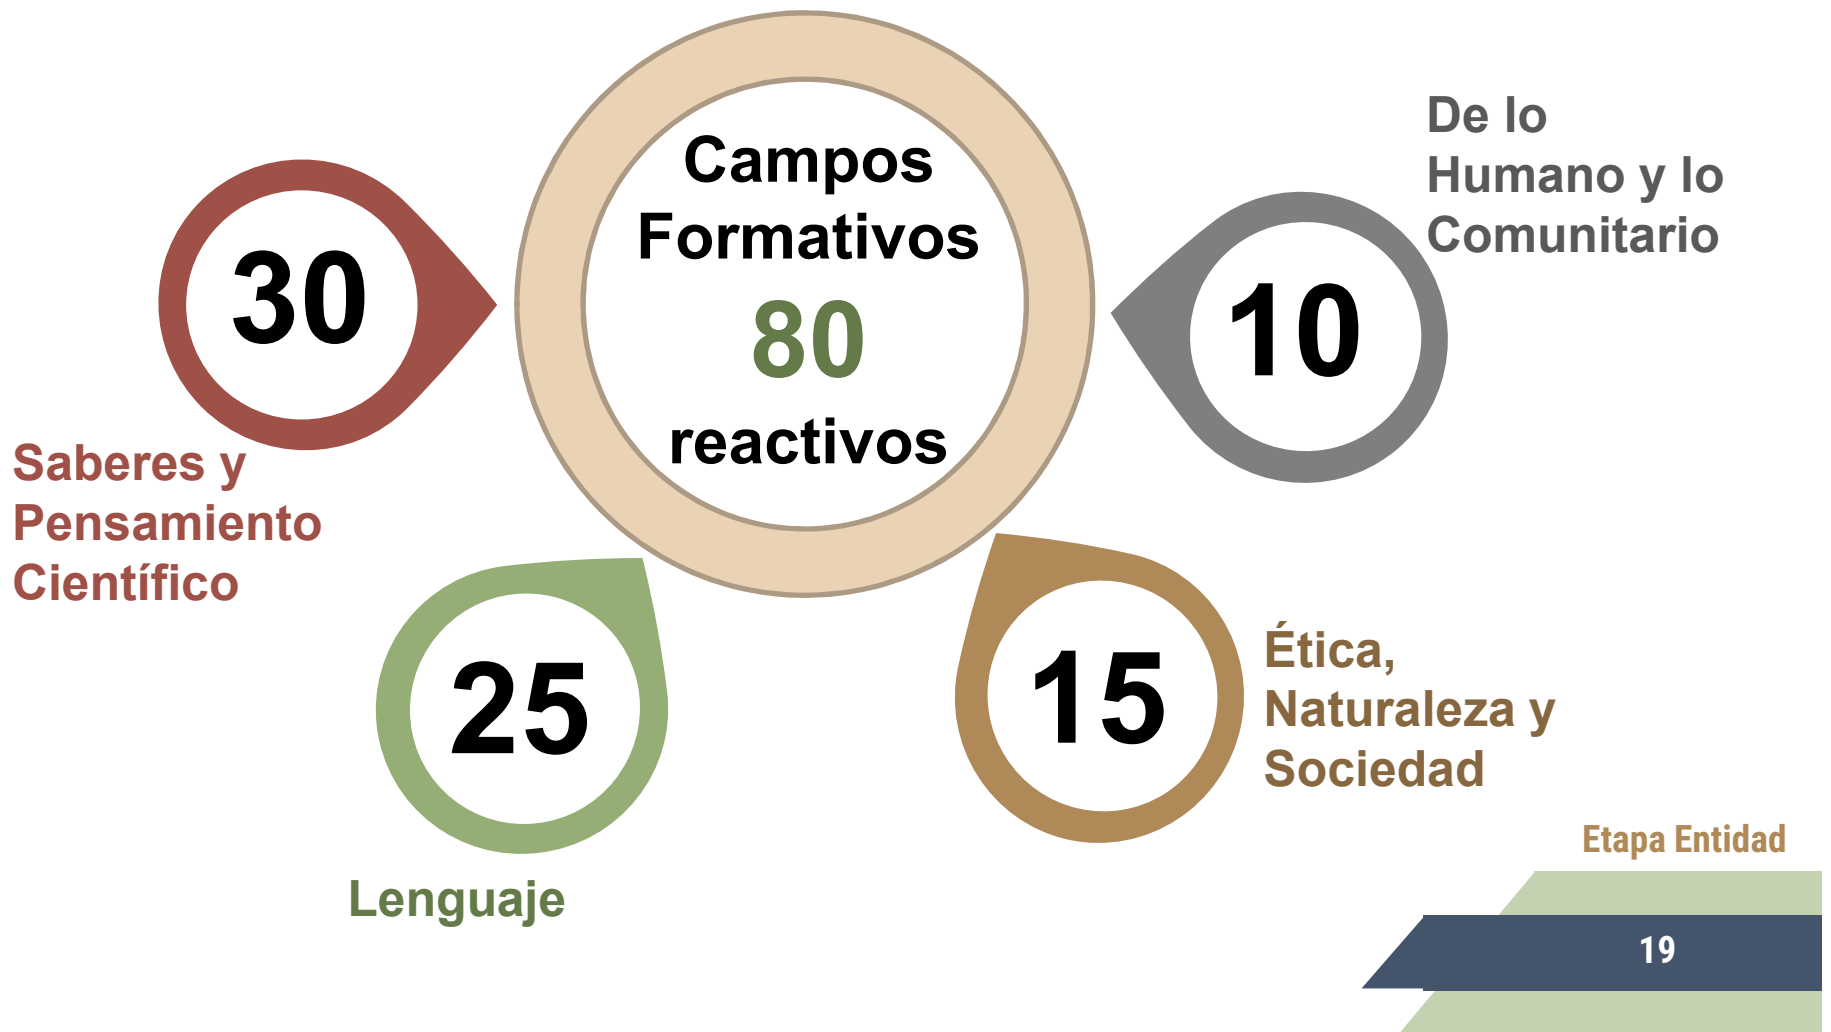 Campos
Formativos
80
reactivos
30
Saberes y
Pensamiento
Científico
25
Lenguaje
15
Ética,
Naturaleza y
Sociedad
10
De lo
Humano y lo
Comunitario
Etapa Entidad
19